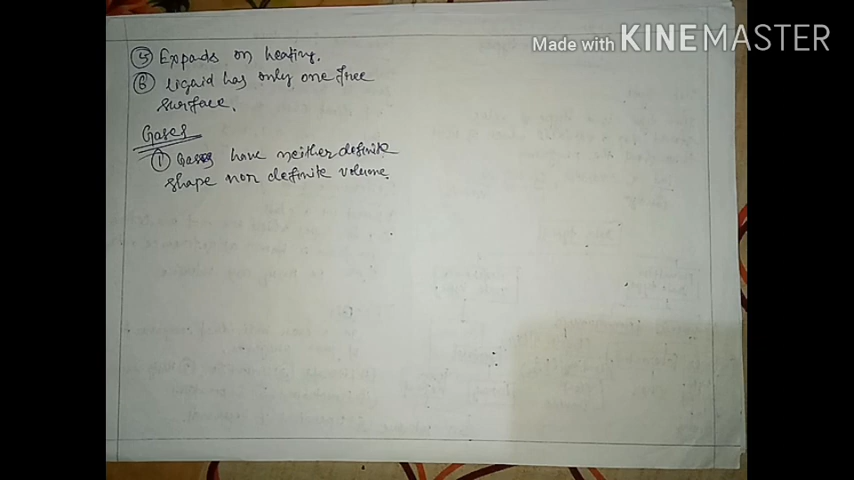 Made with KINEMASTER
⑤ Expands on heating.
⑥ liquid has only one free
surface.
Gases
① Gases have neither definite
shape non definite volume.